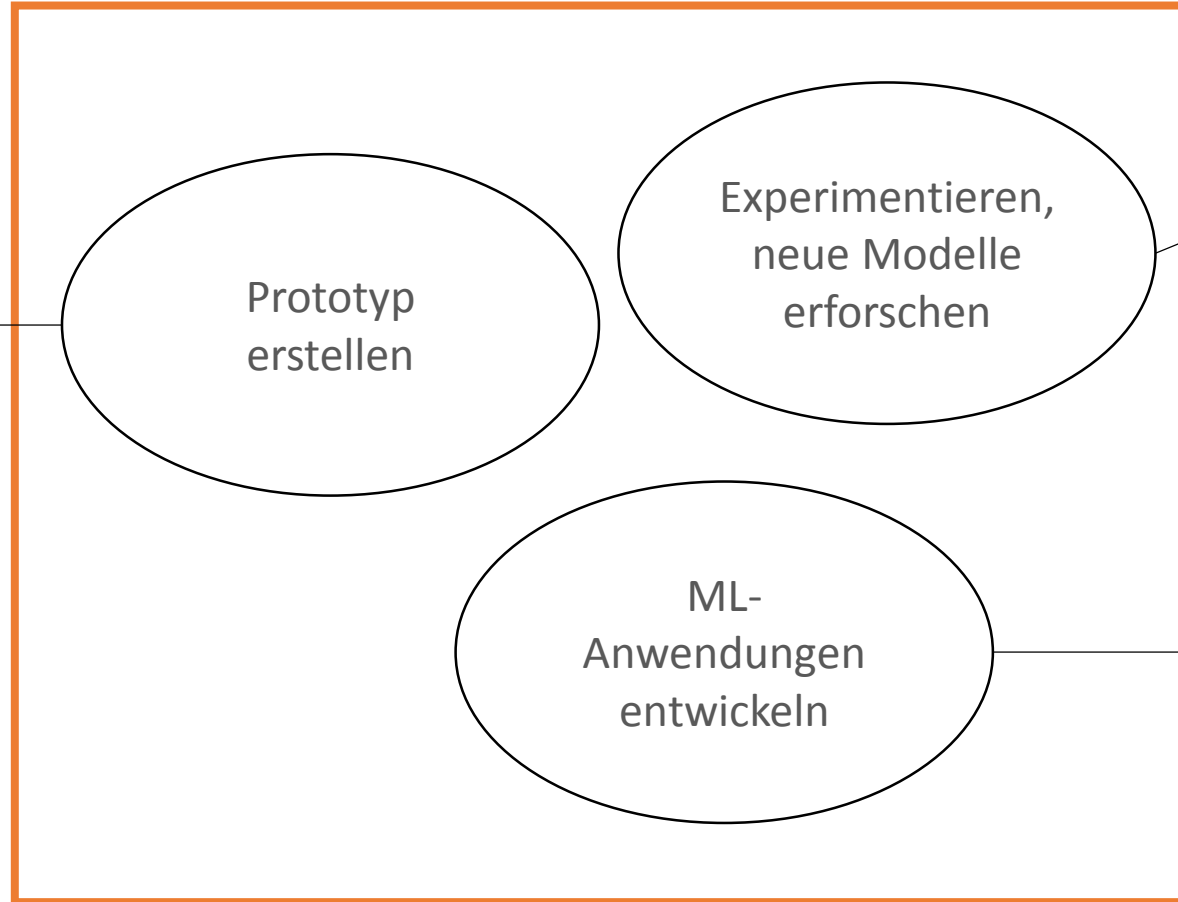 Prototyp
erstellen
Experimentieren,
neue Modelle
erforschen
ML-
Anwendungen
entwickeln